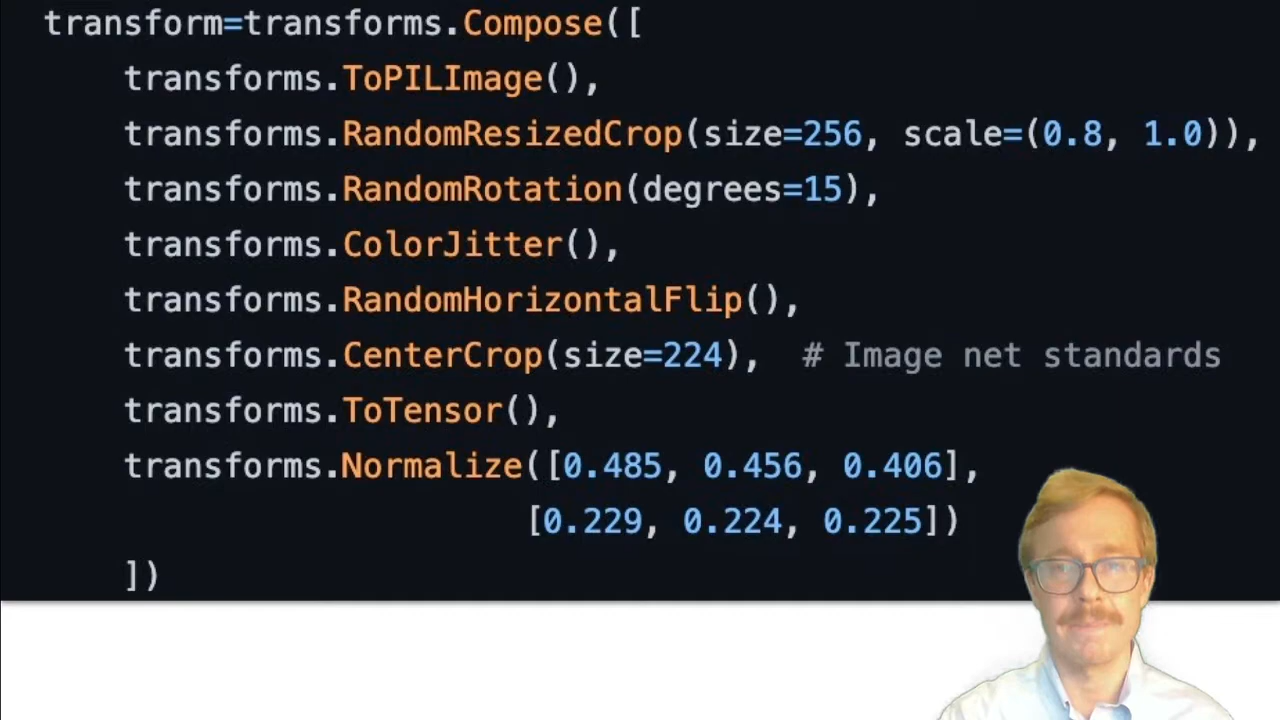 transform=transforms.Compose([
    transforms.ToPILImage(),
    transforms.RandomResizedCrop(size=256, scale=(0.8, 1.0)),
    transforms.RandomRotation(degrees=15),
    transforms.ColorJitter(),
    transforms.RandomHorizontalFlip(),
    transforms.CenterCrop(size=224),  # Image net standards
    transforms.ToTensor(),
    transforms.Normalize([0.485, 0.456, 0.406],
                         [0.229, 0.224, 0.225])
    ])